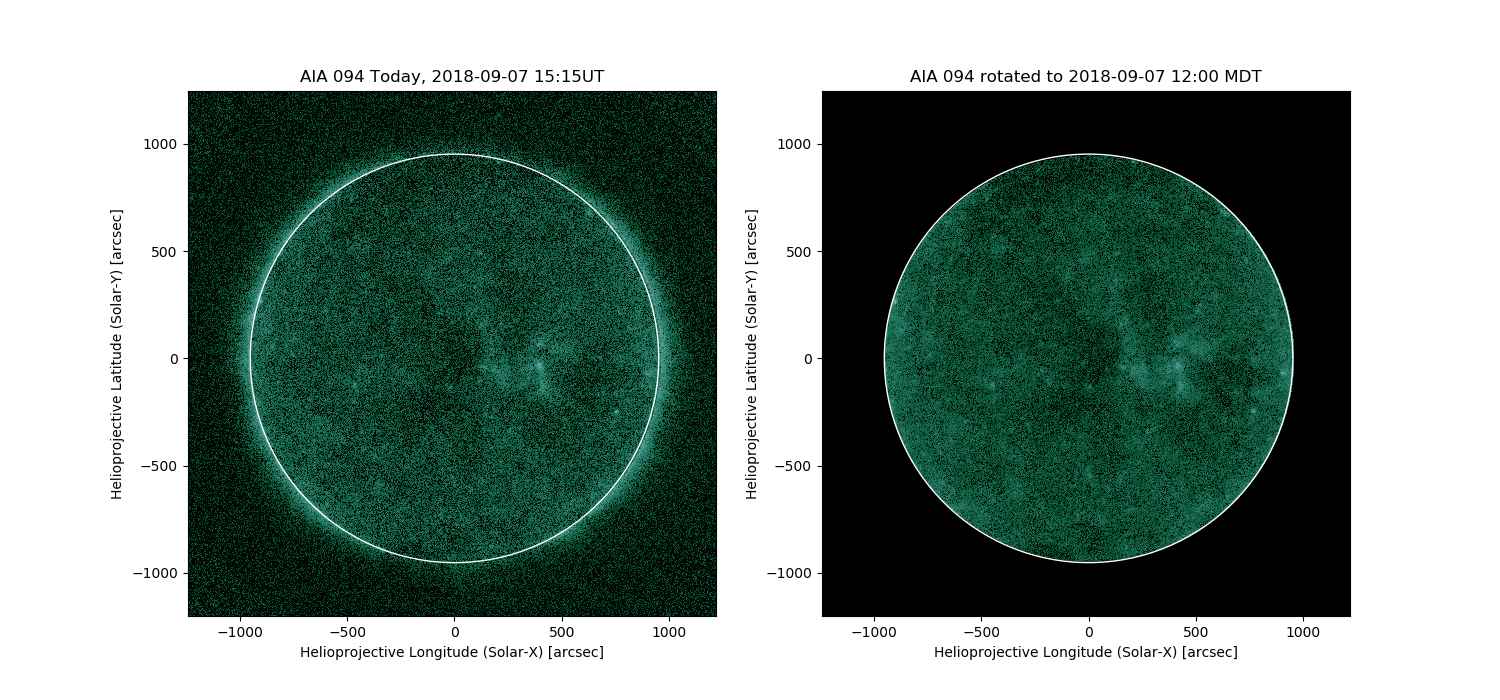 AIA 094 Today, 2018-09-07 15:15UT
Helioprojective Latitude (Solar-Y) [arcsec]
1000
500
0
−500
−1000
−1000 −500 0 500 1000
Helioprojective Longitude (Solar-X) [arcsec]
AIA 094 rotated to 2018-09-07 12:00 MDT
Helioprojective Latitude (Solar-Y) [arcsec]
1000
500
0
−500
−1000
−1000 −500 0 500 1000
Helioprojective Longitude (Solar-X) [arcsec]